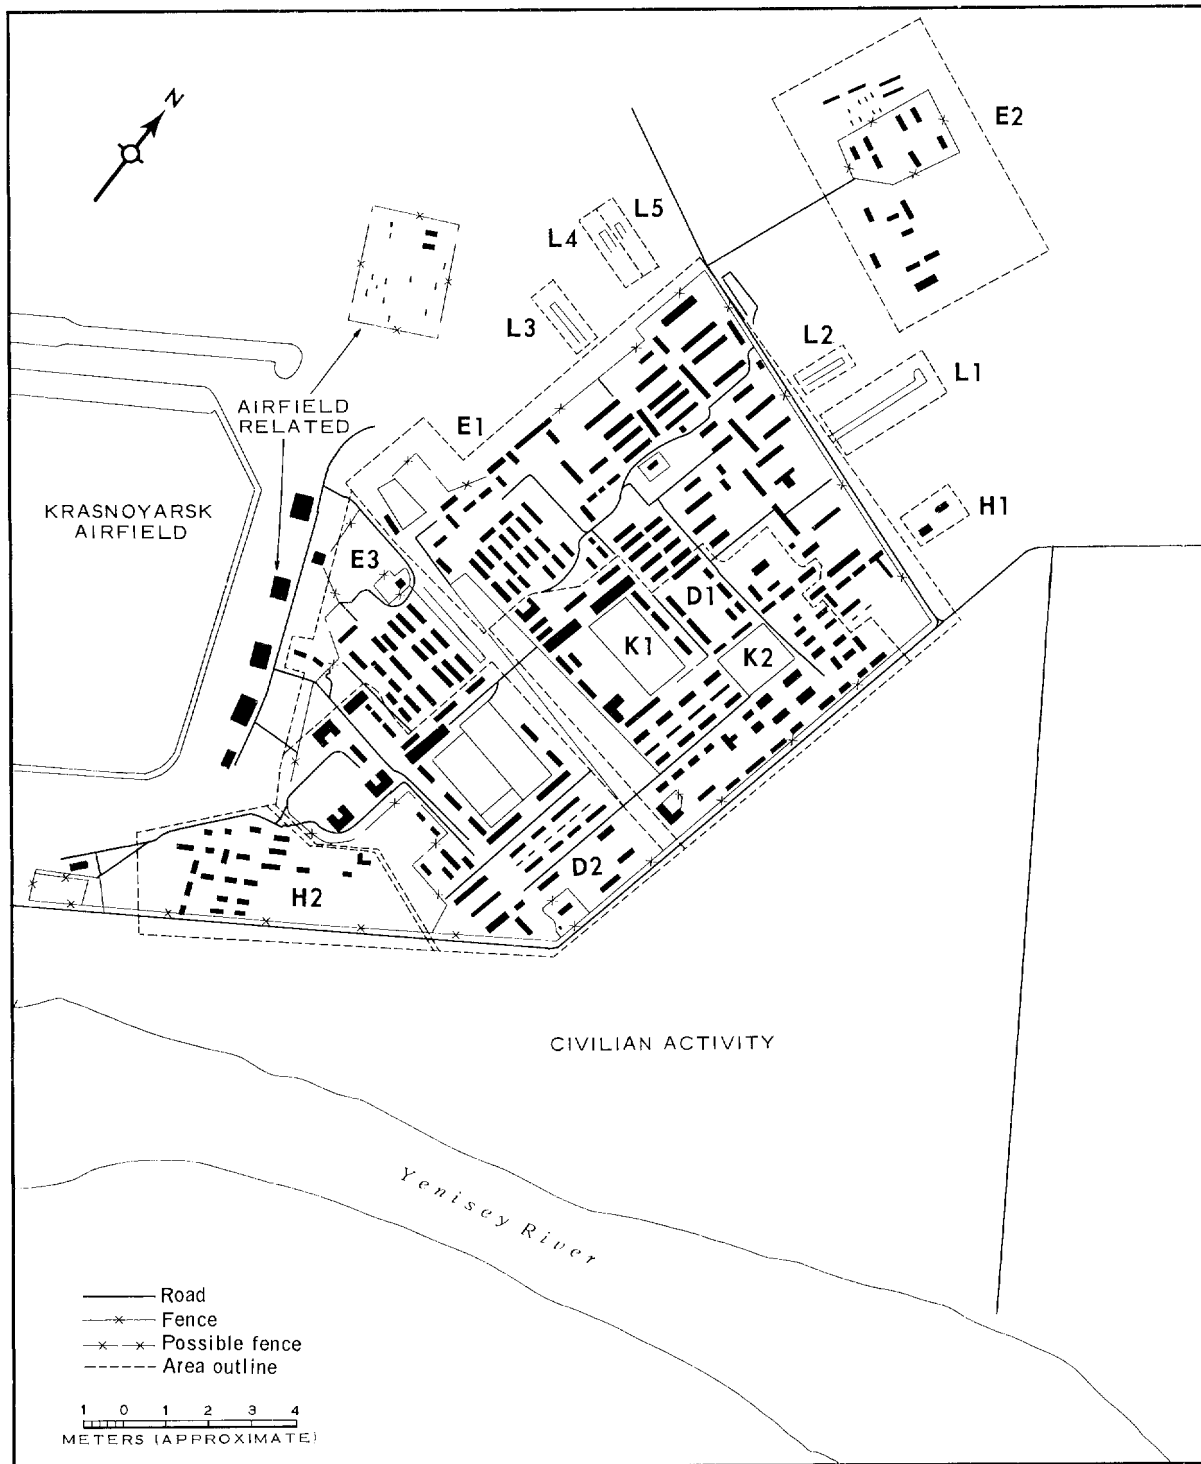 N
E2
L5
L4
L3
L2
L1
AIRFIELD
RELATED
E1
KRASNOYARSK
AIRFIELD
H1
E3
D1
K1
K2
D2
H2
CIVILIAN ACTIVITY
Yenisey River
Road
Fence
Possible fence
Area outline
1 0 1 2 3 4
METERS (APPROXIMATE)